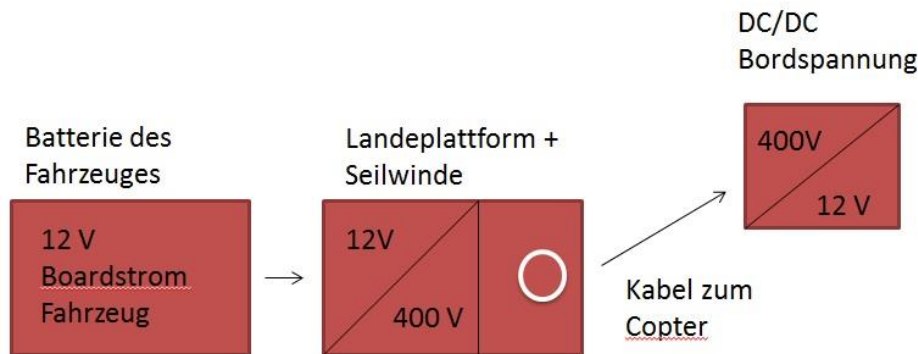 Batterie des
Fahrzeuges
12 V
Boardstrom
Fahrzeug
Landeplattform +
Seilwinde
12V
400 V
Kabel zum
Copter
DC/DC
Bordspannung
400V
12 V